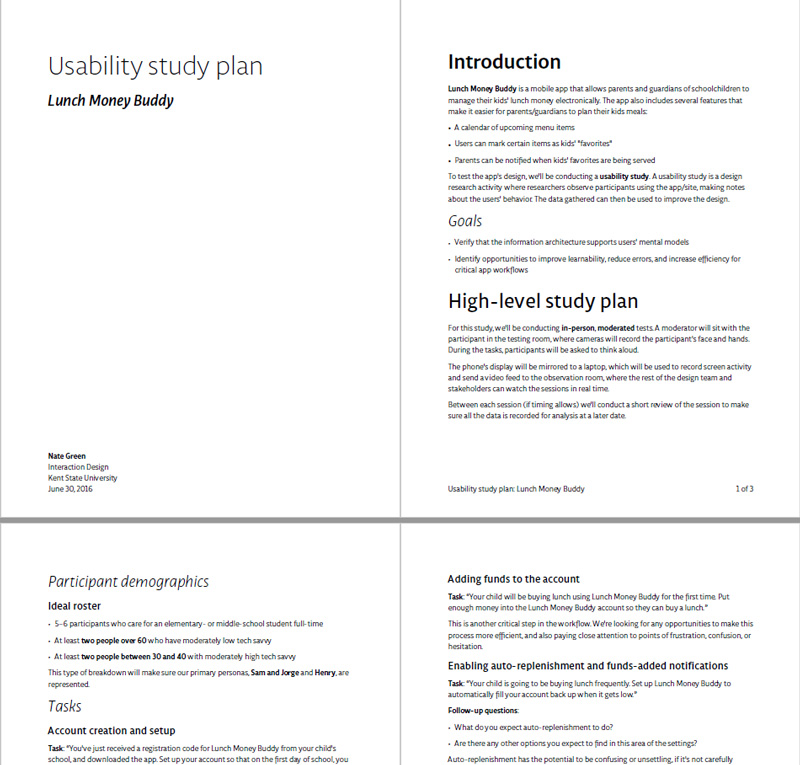 Usability study plan
Lunch Money Buddy
Nate Green
Interaction Design
Kent State University
June 30, 2016
Introduction
Lunch Money Buddy is a mobile app that allows parents and guardians of schoolchildren to
manage their kids' lunch money electronically. The app also includes several features that
make it easier for parents/guardians to plan their kids meals:
• A calendar of upcoming menu items
• Users can mark certain items as kids' "favorites"
• Parents can be notified when kids' favorites are being served
To test the app's design, we'll be conducting a usability study. A usability study is a design
research activity where researchers observe participants using the app/site, making notes
about the users' behavior. The data gathered can then be used to improve the design.
Goals
• Verify that the information architecture supports users' mental models
• Identify opportunities to improve learnability, reduce errors, and increase efficiency for
critical app workflows
High-level study plan
For this study, we'll be conducting in-person, moderated tests. A moderator will sit with the
participant in the testing room, where cameras will record the participant's face and hands.
During the tasks, participants will be asked to think aloud.
The phone's display will be mirrored to a laptop, which will be used to record screen activity
and send a video feed to the observation room, where the rest of the design team and
stakeholders can watch the sessions in real time.
Between each session (if timing allows) we'll conduct a short review of the session to make
sure all the data is recorded for analysis at a later date.
Usability study plan: Lunch Money Buddy 1 of 3
Participant demographics
Ideal roster
• 5–6 participants who care for an elementary- or middle-school student full-time
• At least two people over 60 who have moderately low tech savvy
• At least two people between 30 and 40 with moderately high tech savvy
This type of breakdown will make sure our primary personas, Sam and Jorge and Henry, are
represented.
Tasks
Account creation and setup
Task: "You've just received a registration code for Lunch Money Buddy from your child's
school, and downloaded the app. Set up your account so that on the first day of school, you
Adding funds to the account
Task: "Your child will be buying lunch using Lunch Money Buddy for the first time. Put
enough money into the Lunch Money Buddy account so they can buy a lunch."
This is another critical step in the workflow. We're looking for any opportunities to make this
process more efficient, and also paying close attention to points of frustration, confusion, or
hesitation.
Enabling auto-replenishment and funds-added notifications
Task: "Your child is going to be buying lunch frequently. Set up Lunch Money Buddy to
automatically fill your account back up when it gets low."
Follow-up questions:
• What do you expect auto-replenishment to do?
• Are there any other options you expect to find in this area of the settings?
Auto-replenishment has the potential to be confusing or unsettling, if it's not carefully